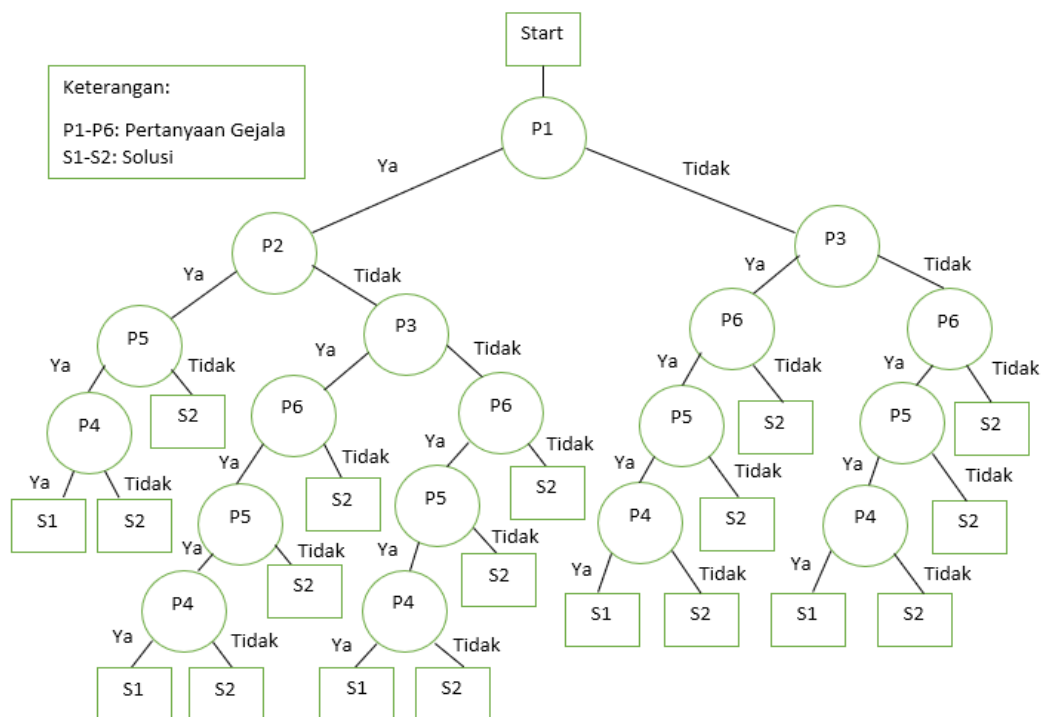 Start
Keterangan:
P1-P6: Pertanyaan Gejala
S1-S2: Solusi
P1
Ya
Tidak
P2
P3
Ya
Tidak
Ya
Tidak
P5
P3
P6
P6
Ya
Tidak
Ya
Tidak
Ya
Tidak
Ya
Tidak
P4
S2
P6
P6
P5
S2
P5
S2
Ya
Tidak
Ya
Tidak
Ya
Tidak
Ya
Tidak
Ya
Tidak
S1
S2
P5
S2
P5
S2
P4
S2
P4
S2
Ya
Tidak
Ya
Tidak
Ya
Tidak
Ya
Tidak
P4
S2
P4
S2
S1
S2
S1
S2
Ya
Tidak
Ya
Tidak
S1
S2
S1
S2